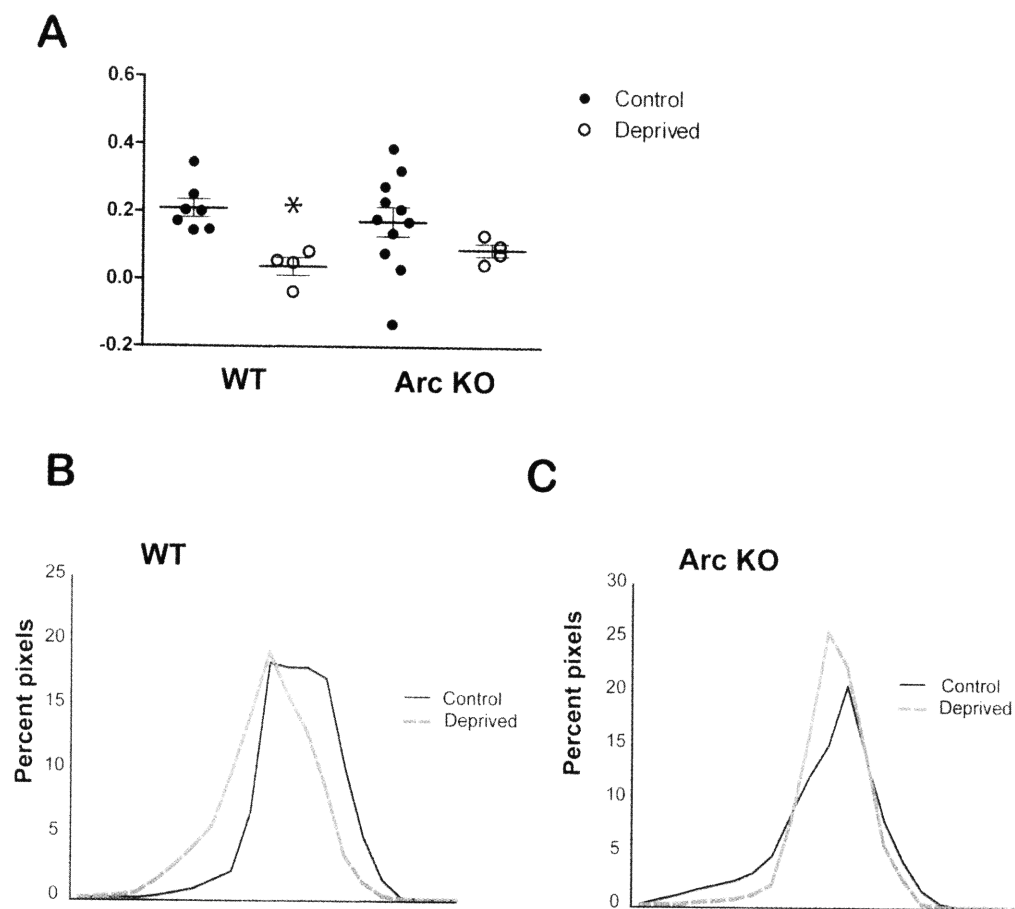 A
0.6
0.4
0.2
0.0
-0.2
*
Control
Deprived
WT
Arc KO
B
WT
25
20
15
10
5
0
Percent pixels
Control
Deprived
C
Arc KO
30
25
20
15
10
5
0
Percent pixels
Control
Deprived